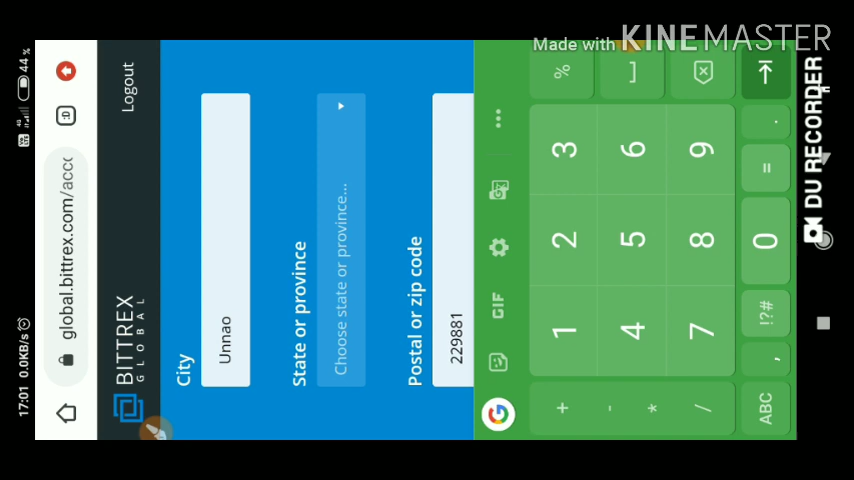 Made with KINEMASTER
DU RECORDER
17:01 0.0KB/s
4G
44 %
global.bittrex.com/acco
:D
BITTREX
GLOBAL
Logout
City
Unnao
State or province
Choose state or province...
Postal or zip code
229881
GIF
+ 1 2 3 %
- 4 5 6
* 7 8 9
/
ABC , !?# 0 = .